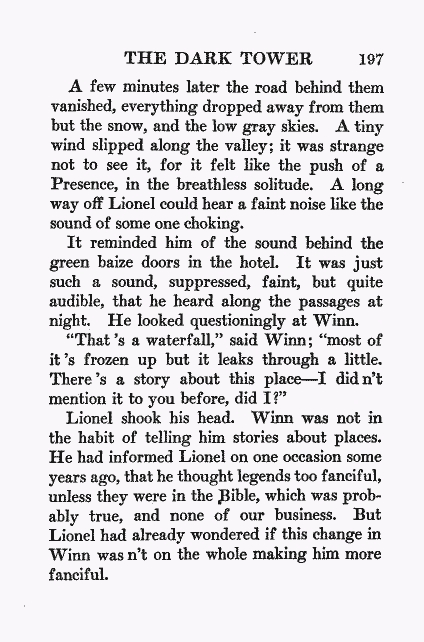 THE DARK TOWER 197
A few minutes later the road behind them
vanished, everything dropped away from them
but the snow, and the low gray skies. A tiny
wind slipped along the valley; it was strange
not to see it, for it felt like the push of a
Presence, in the breathless solitude. A long
way off Lionel could hear a faint noise like the
sound of some one choking.
It reminded him of the sound behind the
green baize doors in the hotel. It was just
such a sound, suppressed, faint, but quite
audible, that he heard along the passages at
night. He looked questioningly at Winn.
"That 's a waterfall," said Winn; "most of
it 's frozen up but it leaks through a little.
There 's a story about this place—I did n't
mention it to you before, did I?"
Lionel shook his head. Winn was not in
the habit of telling him stories about places.
He had informed Lionel on one occasion some
years ago, that he thought legends too fanciful,
unless they were in the Bible, which was prob-
ably true, and none of our business. But
Lionel had already wondered if this change in
Winn was n't on the whole making him more
fanciful.